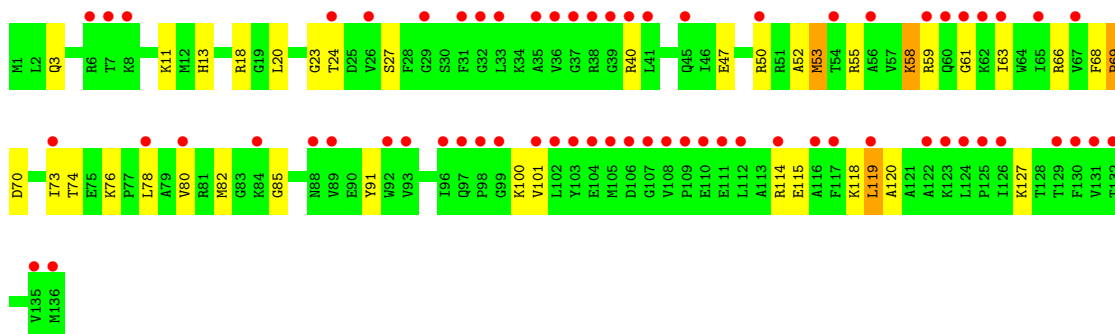 M1 L2 Q3 R6 T7 K8 K11 M12 H13 R18 G19 L20 G23 T24 D25 V26 S27 F28 G29 S30 F31 G32 L33 K34 A35 V36 G37 R38 G39 R40 L41 Q45 I46 E47 R50 R51 A52 M53 T54 R55 A56 V57 K58 R59 Q60 G61 K62 I63 W64 I65 R66 V67 F68 P69
D70 I73 T74 E75 K76 P77 L78 A79 V80 R81 M82 G83 K84 G85 N88 V89 E90 Y91 W92 V93 I96 Q97 P98 G99 K100 V101 L102 Y103 E104 M105 D106 G107 V108 P109 E110 E111 L112 A113 R114 E115 A116 F117 K118 L119 A120 A121 A122 K123 L124 P125 I126 K127 T128 T129 F130 V131 T132
V135 M136